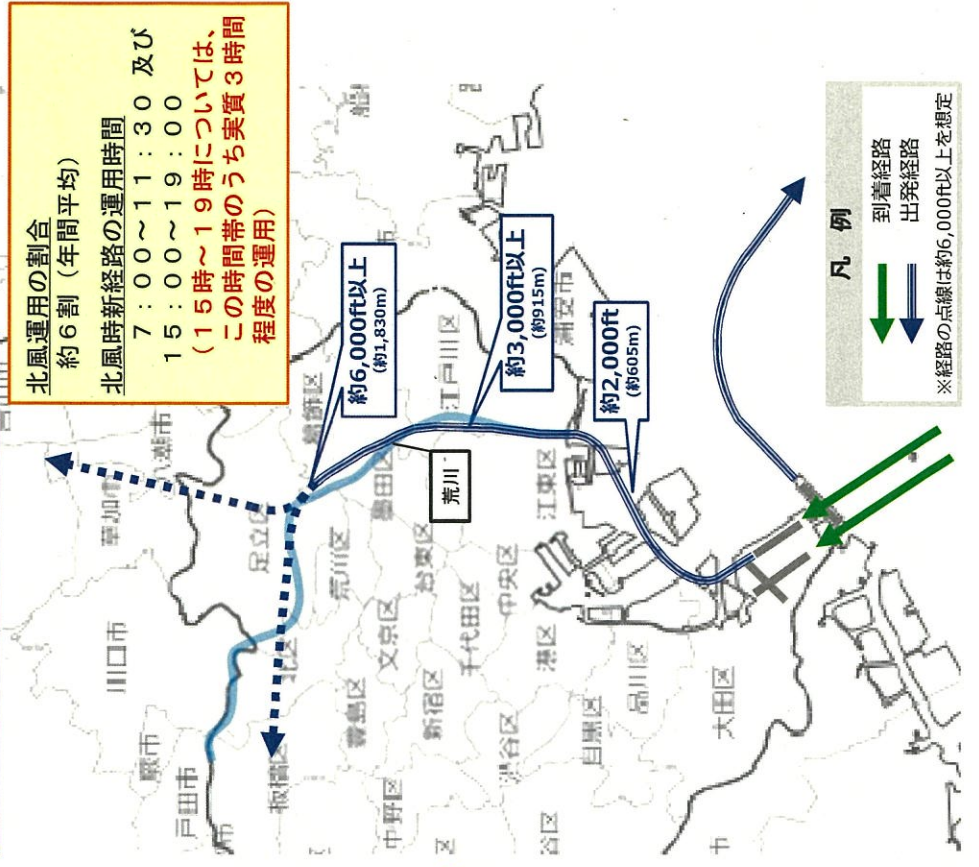 北風運用の割合
約6割(年間平均)
北風時新経路の運用時間
7:00~11:30 及び
15:00~19:00
(15時~19時については、
この時間帯のうち実質3時間
程度の運用)
約6,000ft以上
(約1,830m)
約3,000ft以上
(約915m)
約2,000ft
(約605m)
荒川
戸田市
蕨市
川口市
草加市
八潮市
板橋区
北区
足立区
葛飾区
豊島区
荒川区
中野区
文京区
台東区
墨田区
江戸川区
新宿区
千代田区
渋谷区
港区
中央区
江東区
浦安市
目黒区
品川区
大田区
谷区
区
市
市
市
船
凡例
到着経路
出発経路
※経路の点線は約6,000ft以上を想定